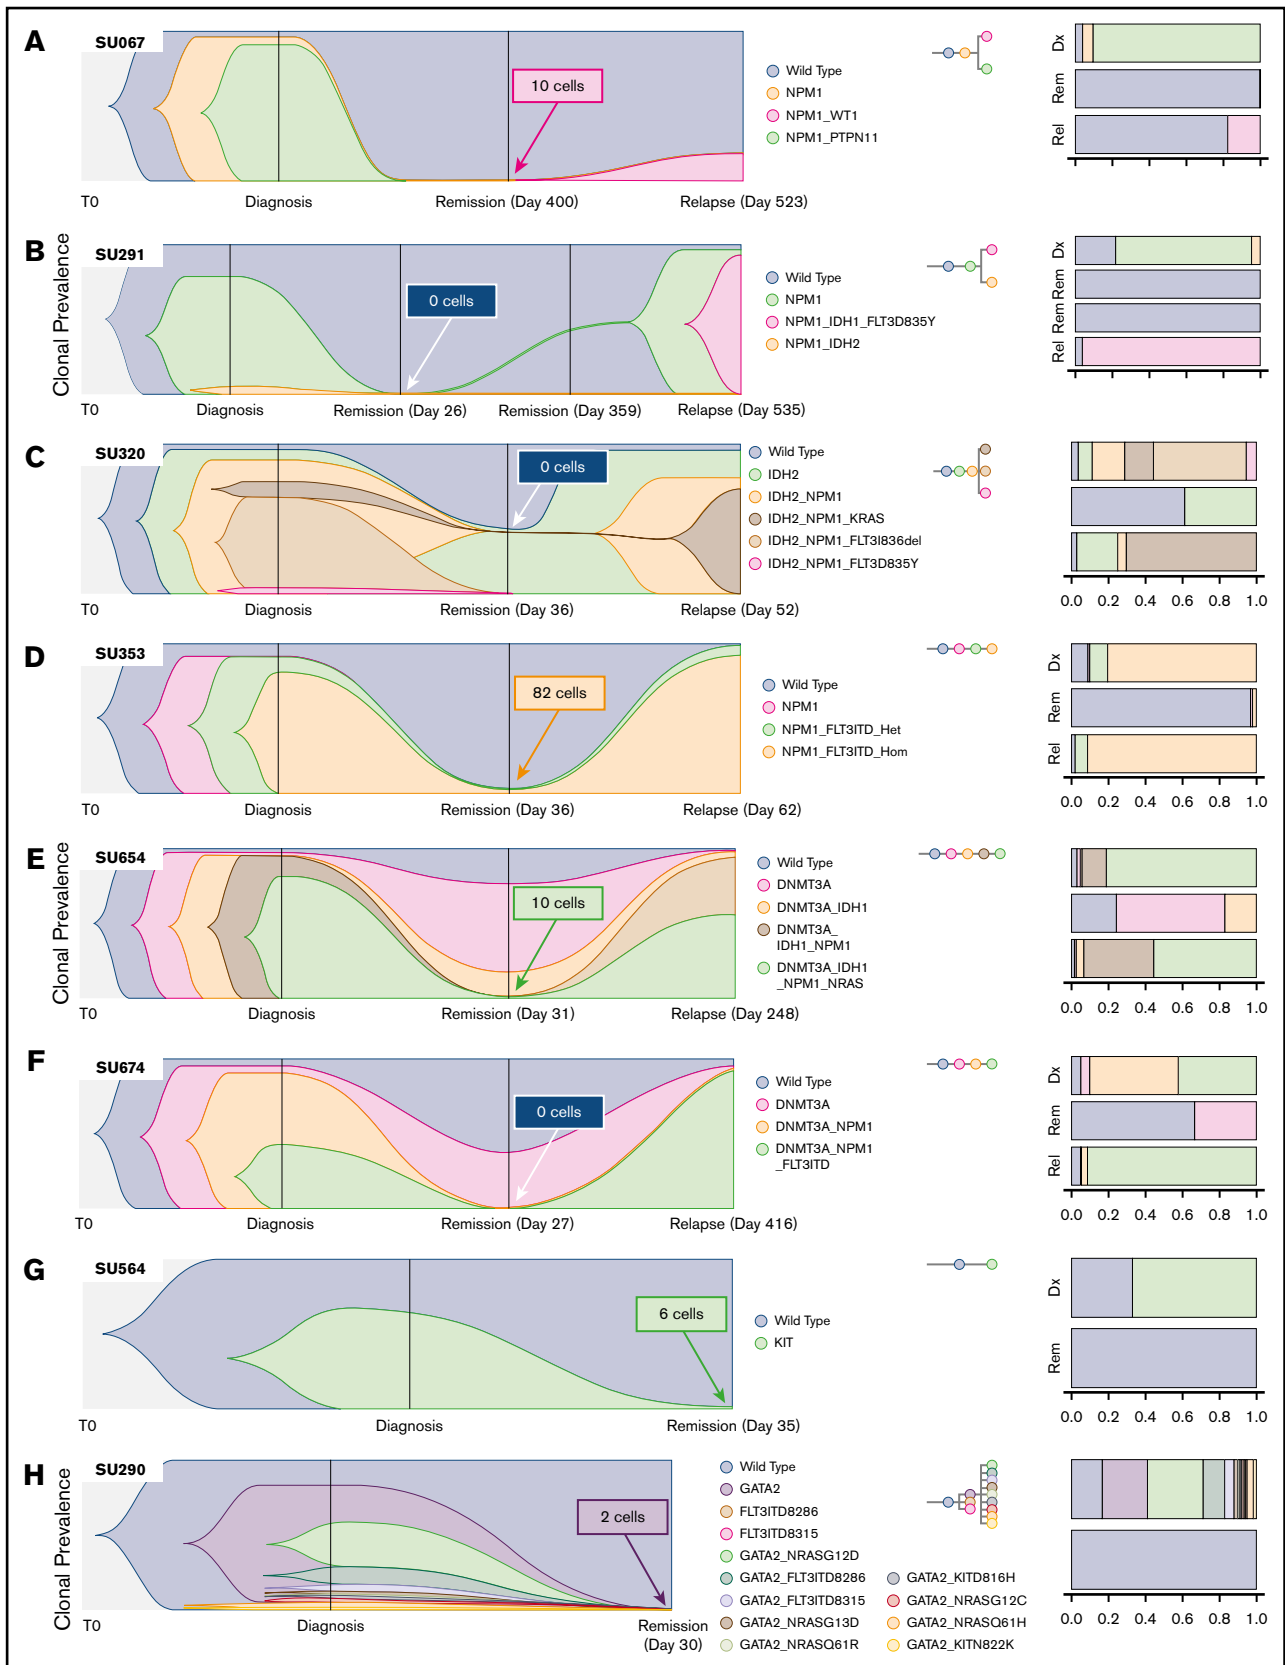 A
SU067
10 cells
T0
Diagnosis
Remission (Day 400)
Relapse (Day 523)
Wild Type
NPM1
NPM1_WT1
NPM1_PTPN11
Dx
Rem
Rel
Clonal Prevalence
B
SU291
0 cells
T0
Diagnosis
Remission (Day 26)
Remission (Day 359)
Relapse (Day 535)
Wild Type
NPM1
NPM1_IDH1_FLT3D835Y
NPM1_IDH2
Dx
Rem
Rem
Rel
C
SU320
0 cells
T0
Diagnosis
Remission (Day 36)
Relapse (Day 52)
Wild Type
IDH2
IDH2_NPM1
IDH2_NPM1_KRAS
IDH2_NPM1_FLT3I836del
IDH2_NPM1_FLT3D835Y
0.0 0.2 0.4 0.6 0.8 1.0
D
SU353
82 cells
T0
Diagnosis
Remission (Day 36)
Relapse (Day 62)
Wild Type
NPM1
NPM1_FLT3ITD_Het
NPM1_FLT3ITD_Hom
Dx
Rem
Rel
0.0 0.2 0.4 0.6 0.8 1.0
Clonal Prevalence
E
SU654
10 cells
T0
Diagnosis
Remission (Day 31)
Relapse (Day 248)
Wild Type
DNMT3A
DNMT3A_IDH1
DNMT3A_
IDH1_NPM1
DNMT3A_IDH1
_NPM1_NRAS
0.0 0.2 0.4 0.6 0.8 1.0
F
SU674
0 cells
T0
Diagnosis
Remission (Day 27)
Relapse (Day 416)
Wild Type
DNMT3A
DNMT3A_NPM1
DNMT3A_NPM1
_FLT3ITD
Dx
Rem
Rel
0.0 0.2 0.4 0.6 0.8 1.0
G
SU564
6 cells
T0
Diagnosis
Remission (Day 35)
Wild Type
KIT
Dx
Rem
0.0 0.2 0.4 0.6 0.8 1.0
Clonal Prevalence
H
SU290
2 cells
T0
Diagnosis
Remission
(Day 30)
Wild Type
GATA2
FLT3ITD8286
FLT3ITD8315
GATA2_NRASG12D
GATA2_FLT3ITD8286
GATA2_FLT3ITD8315
GATA2_NRASG13D
GATA2_NRASQ61R
GATA2_KITD816H
GATA2_NRASG12C
GATA2_NRASQ61H
GATA2_KITN822K
0.0 0.2 0.4 0.6 0.8 1.0